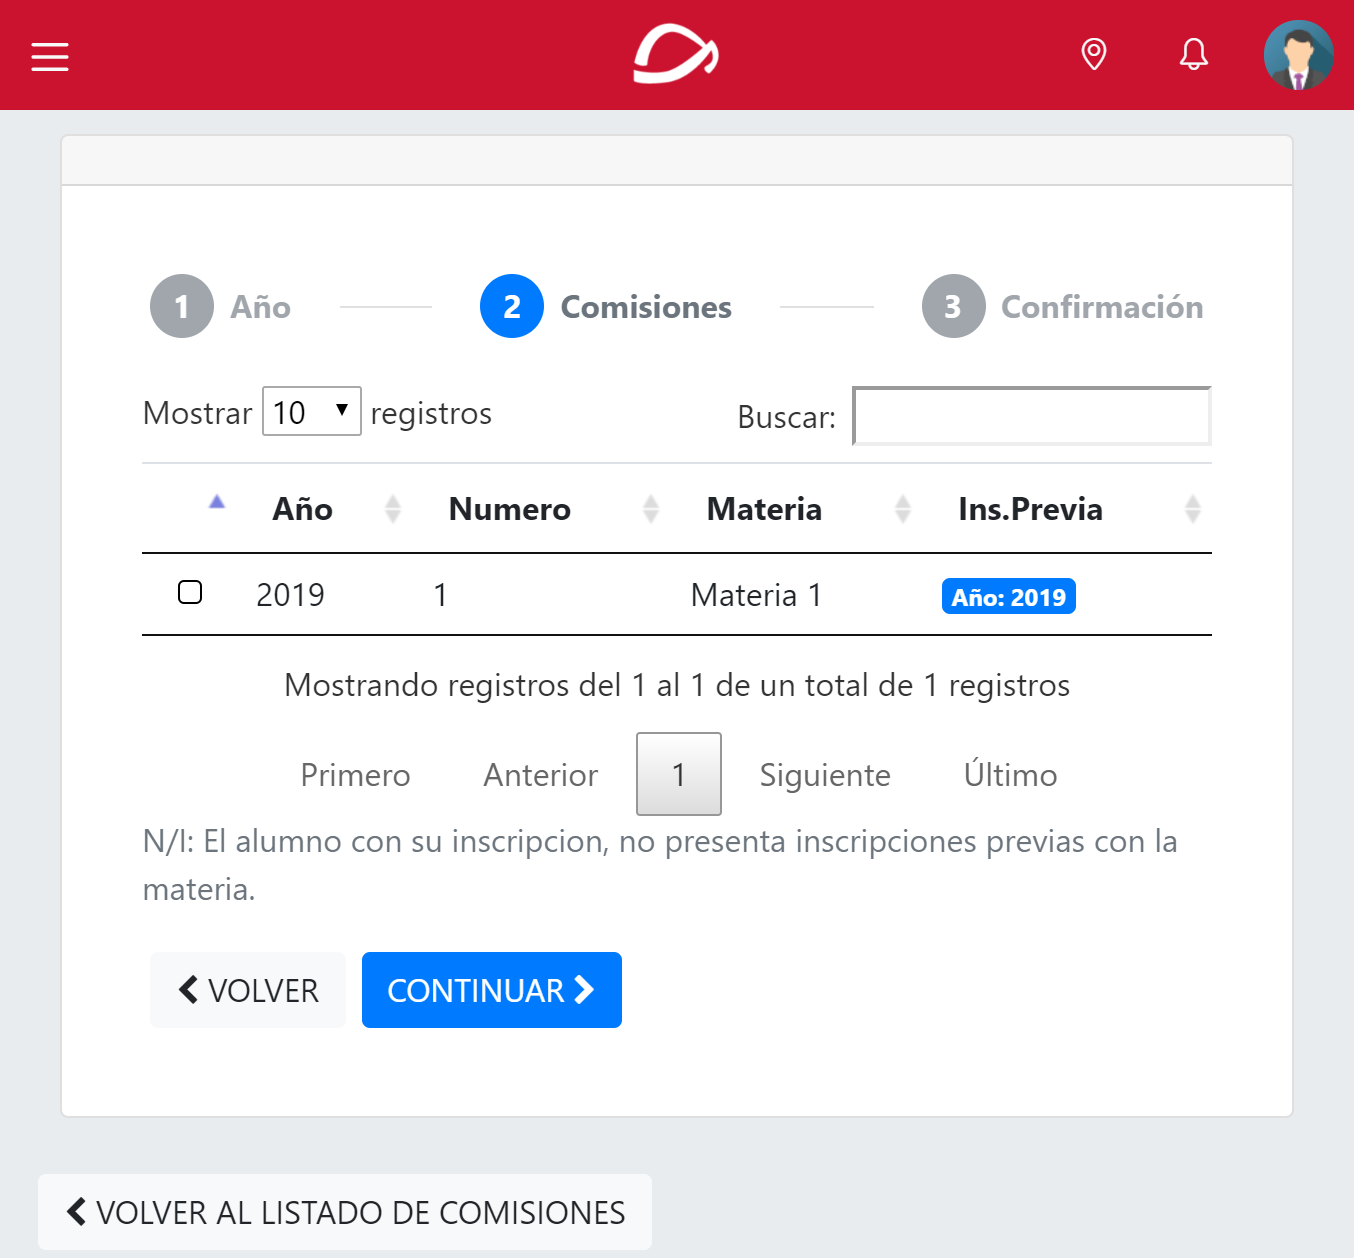 1 Año 2 Comisiones 3 Confirmación
Mostrar 10 registros Buscar:
Año Numero Materia Ins.Previa
2019 1 Materia 1 Año: 2019
Mostrando registros del 1 al 1 de un total de 1 registros
Primero Anterior 1 Siguiente Último
N/I: El alumno con su inscripcion, no presenta inscripciones previas con la
materia.
VOLVER CONTINUAR
VOLVER AL LISTADO DE COMISIONES